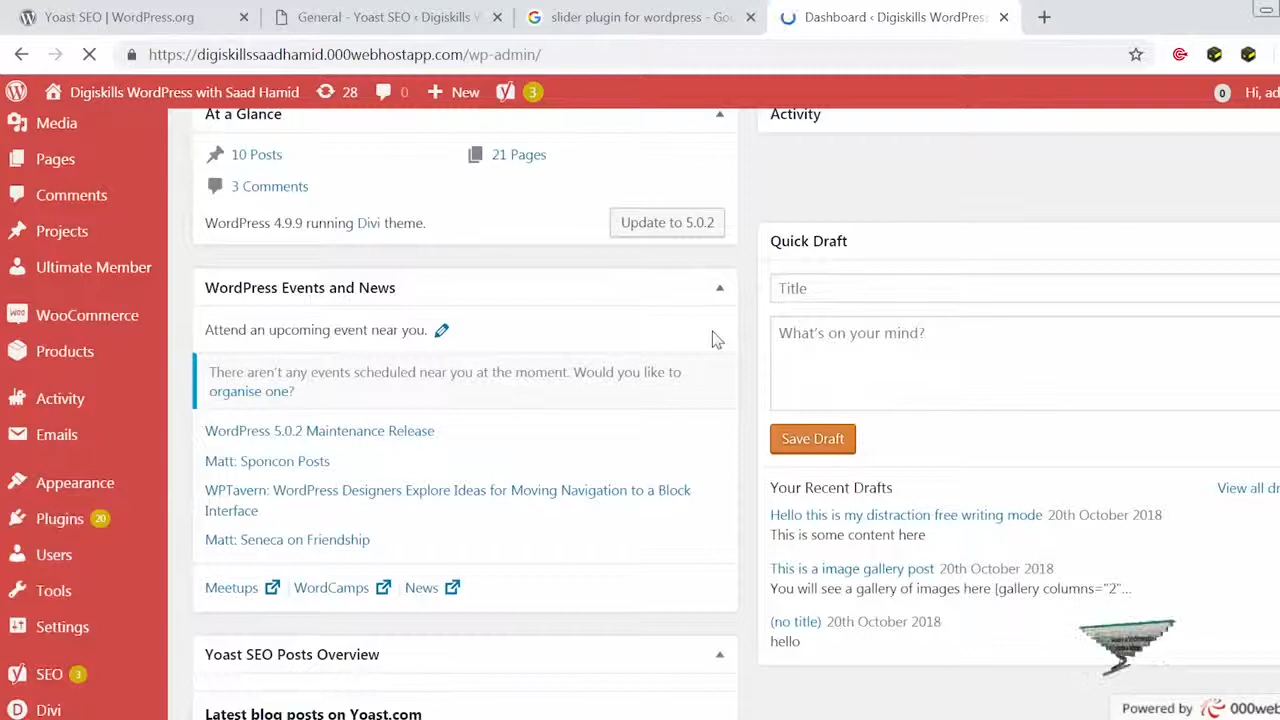 Yoast SEO | WordPress.org
General - Yoast SEO ‹ Digiskills W
slider plugin for wordpress - Goo
Dashboard ‹ Digiskills WordPress
https://digiskillssaadhamid.000webhostapp.com/wp-admin/
Digiskills WordPress with Saad Hamid
28
0
New
3
0
Hi, ad
Media
Pages
Comments
Projects
Ultimate Member
WooCommerce
Products
Activity
Emails
Appearance
Plugins 20
Users
Tools
Settings
SEO 3
Divi
At a Glance
10 Posts
21 Pages
3 Comments
WordPress 4.9.9 running Divi theme.
Update to 5.0.2
WordPress Events and News
Attend an upcoming event near you.
There aren't any events scheduled near you at the moment. Would you like to
organise one?
WordPress 5.0.2 Maintenance Release
Matt: Sponcon Posts
WPTavern: WordPress Designers Explore Ideas for Moving Navigation to a Block
Interface
Matt: Seneca on Friendship
Meetups
WordCamps
News
Yoast SEO Posts Overview
Latest blog posts on Yoast.com
Activity
Quick Draft
Title
What's on your mind?
Save Draft
Your Recent Drafts
View all dr
Hello this is my distraction free writing mode 20th October 2018
This is some content here
This is a image gallery post 20th October 2018
You will see a gallery of images here [gallery columns="2"…
(no title) 20th October 2018
hello
Powered by 000web